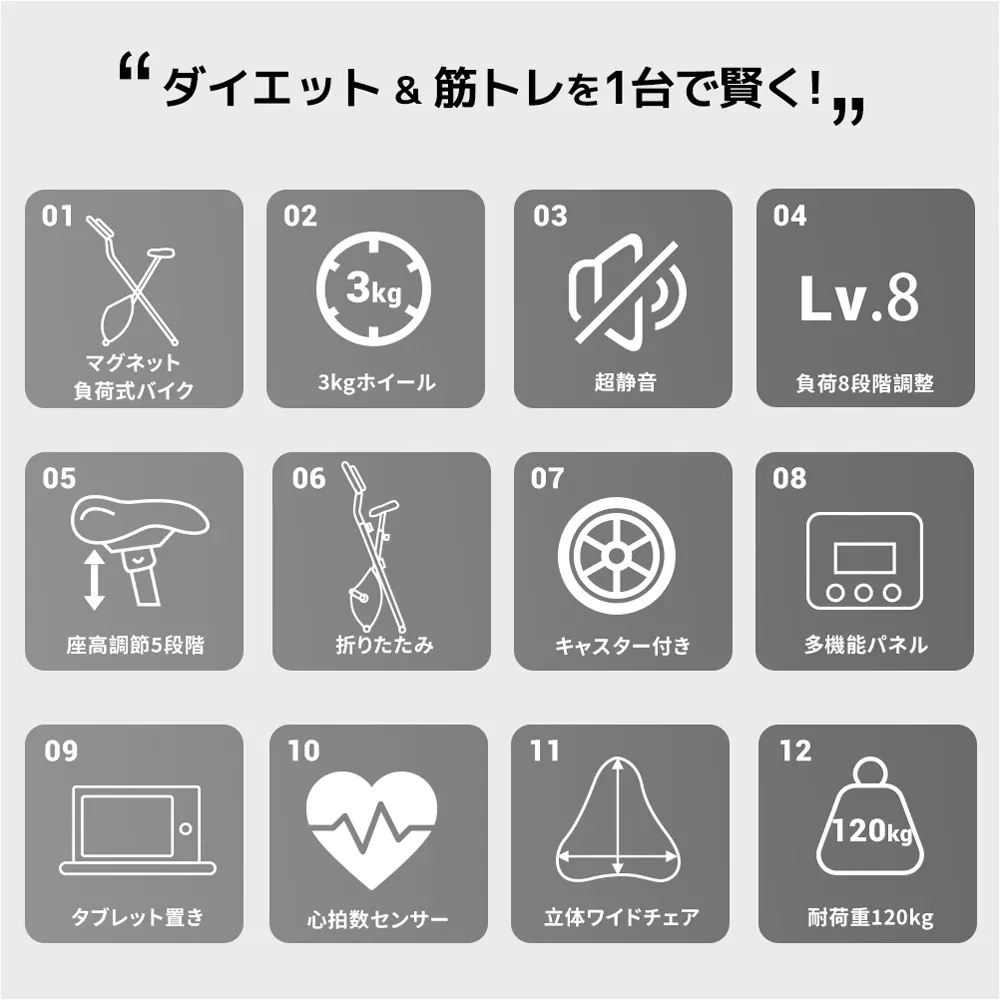 “ ダイエット & 筋トレを1台で賢く! ”
01
マグネット
負荷式バイク
02
3kg
3kgホイール
03
超静音
04
Lv.8
負荷8段階調整
05
座高調節5段階
06
折りたたみ
07
キャスター付き
08
多機能パネル
09
タブレット置き
10
心拍数センサー
11
立体ワイドチェア
12
120kg
耐荷重120kg